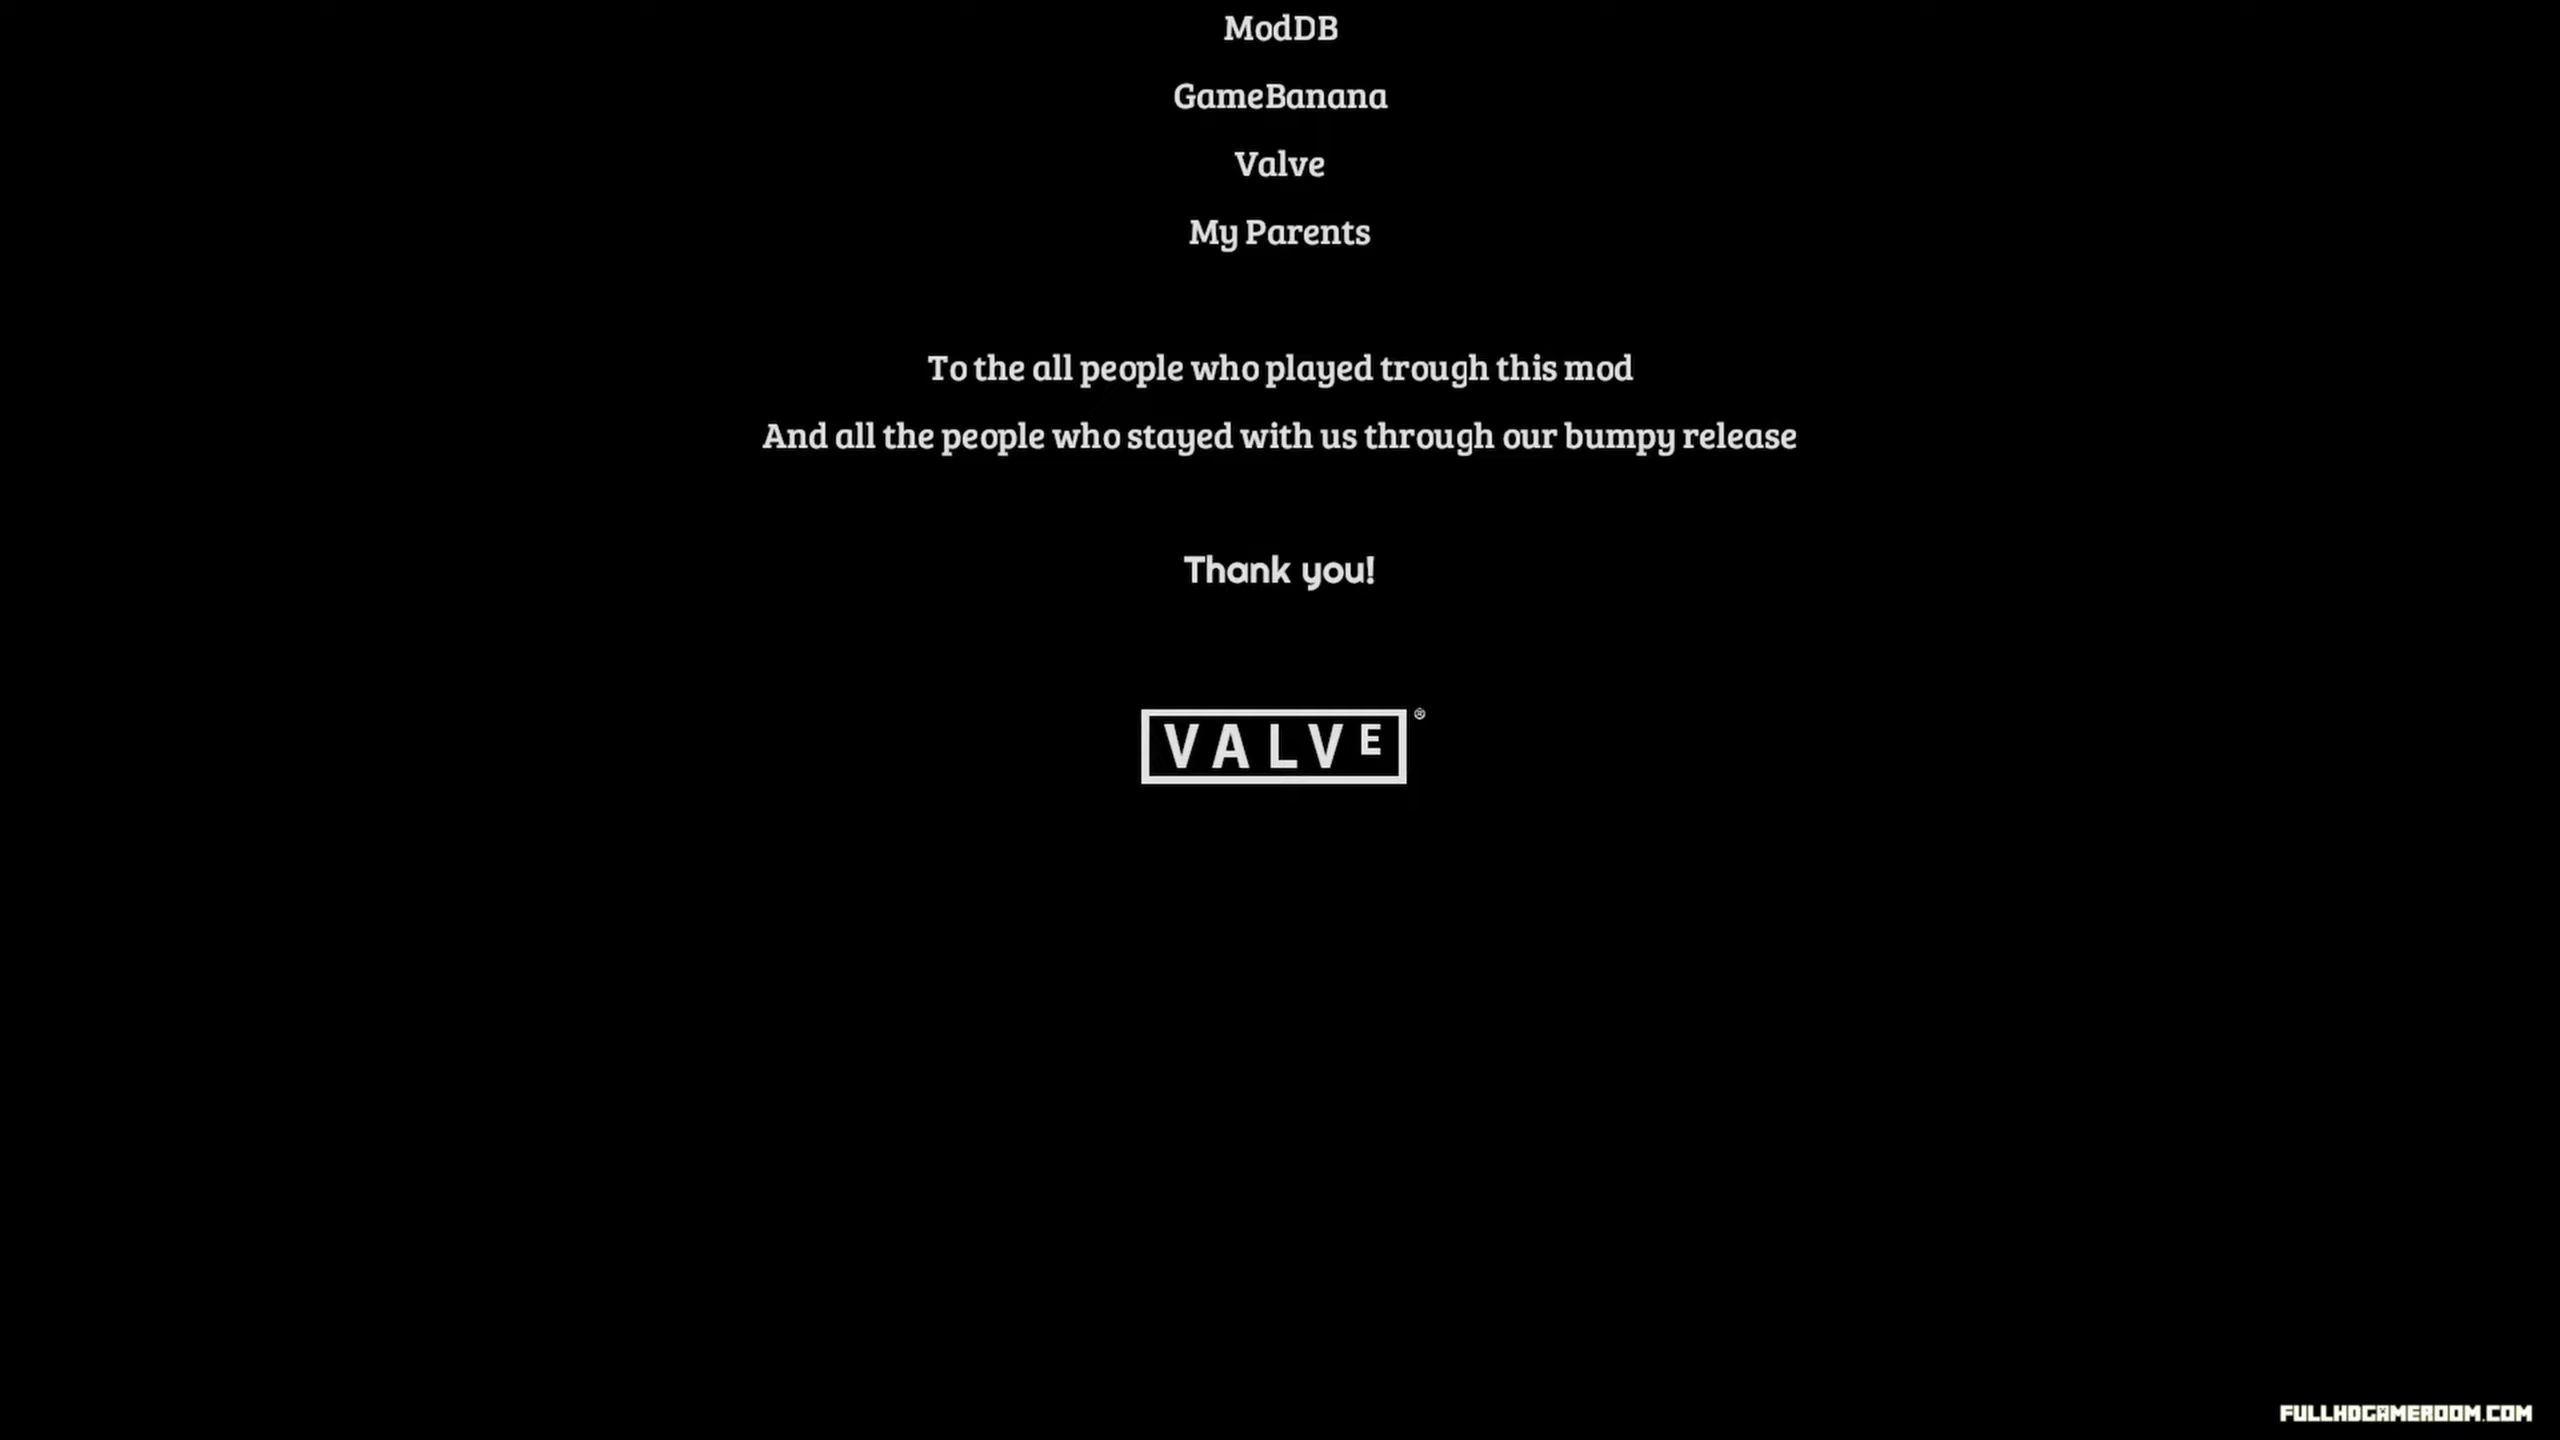 ModDB
GameBanana
Valve
My Parents
To the all people who played trough this mod
And all the people who stayed with us through our bumpy release
Thank you!
VALVE®
FULLHDGAMEROOM.COM